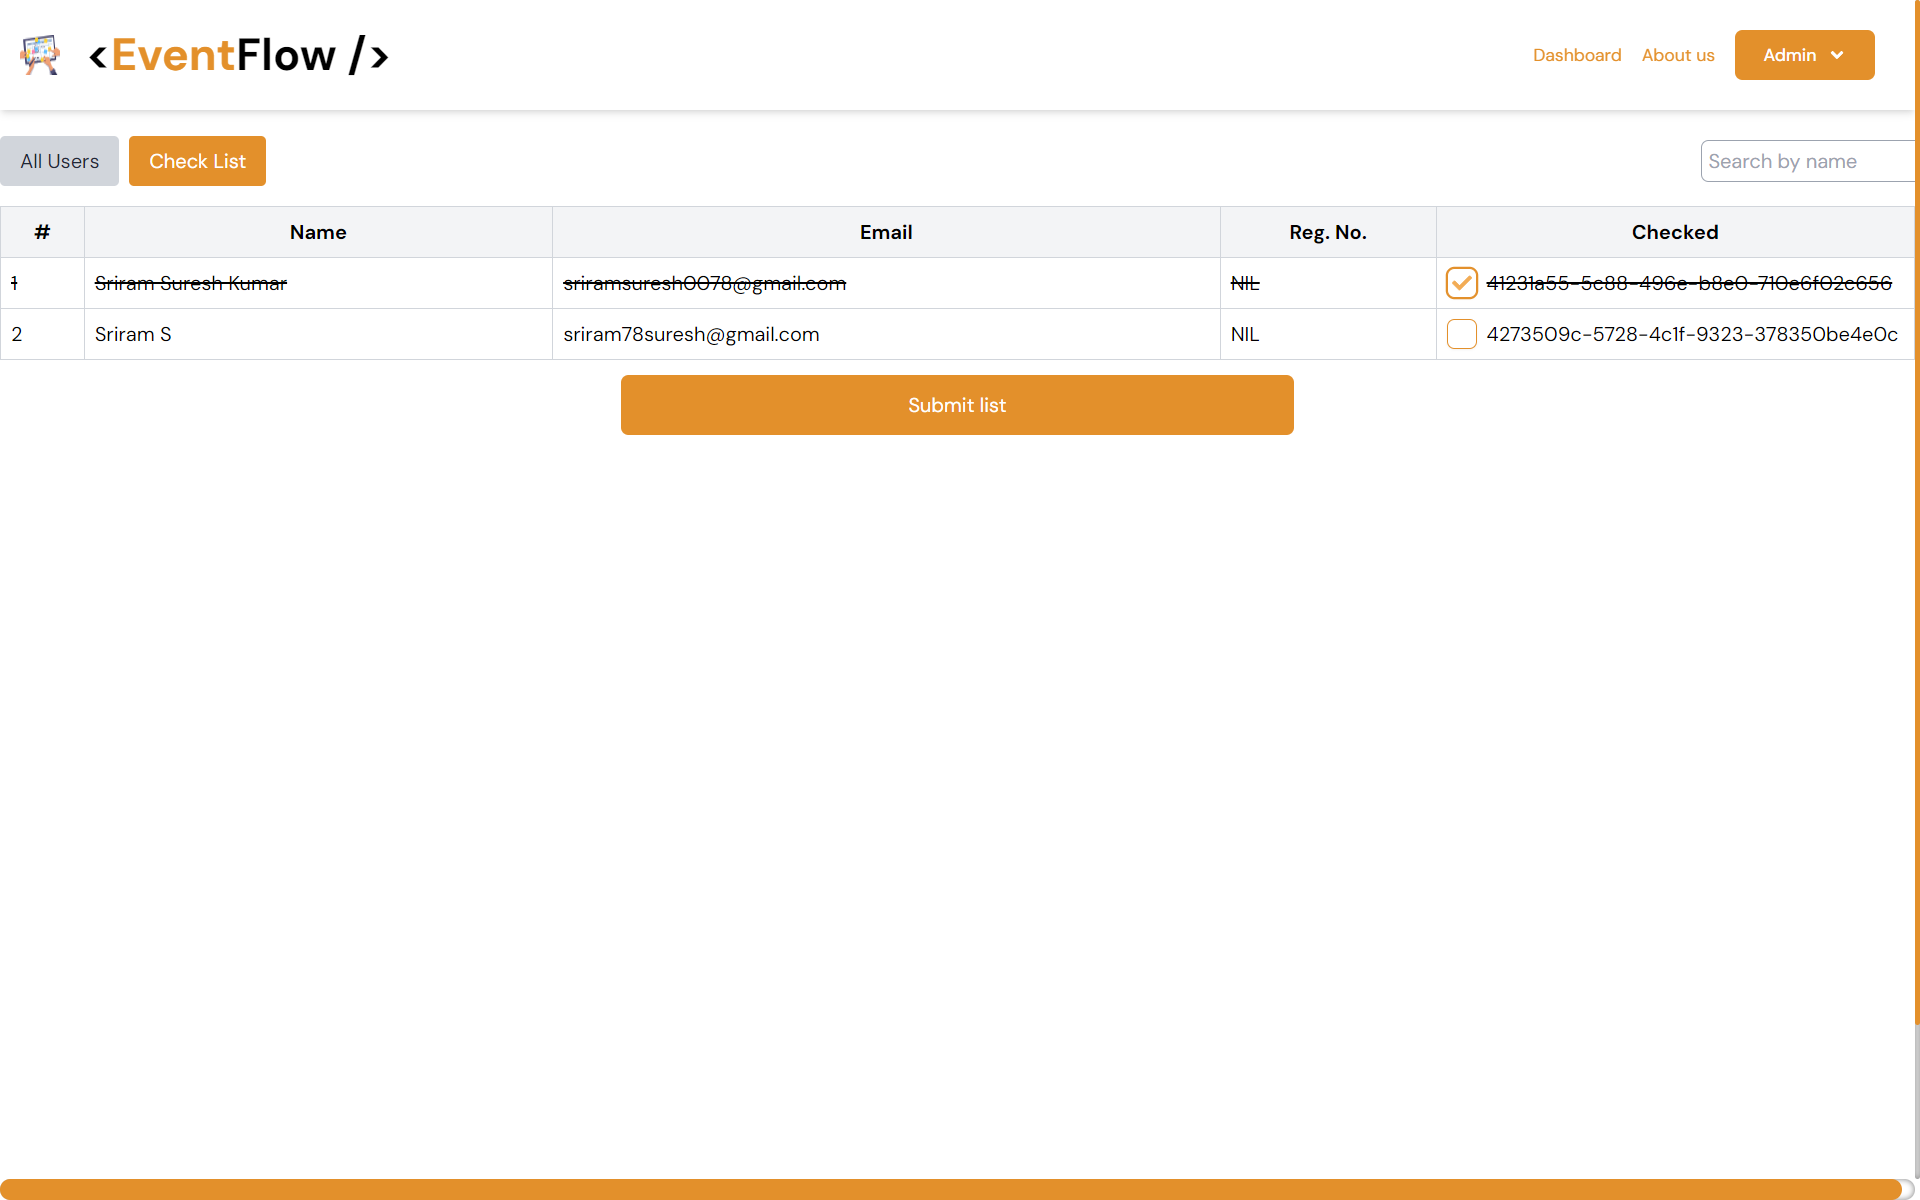 <EventFlow />
Dashboard About us Admin
All Users Check List Search by name
# Name Email Reg. No. Checked
1 Sriram Suresh Kumar sriramsuresh0078@gmail.com NIL 41231a55-5c88-496e-b8e0-710e6f02c656
2 Sriram S sriram78suresh@gmail.com NIL 4273509c-5728-4c1f-9323-378350be4e0c
Submit list